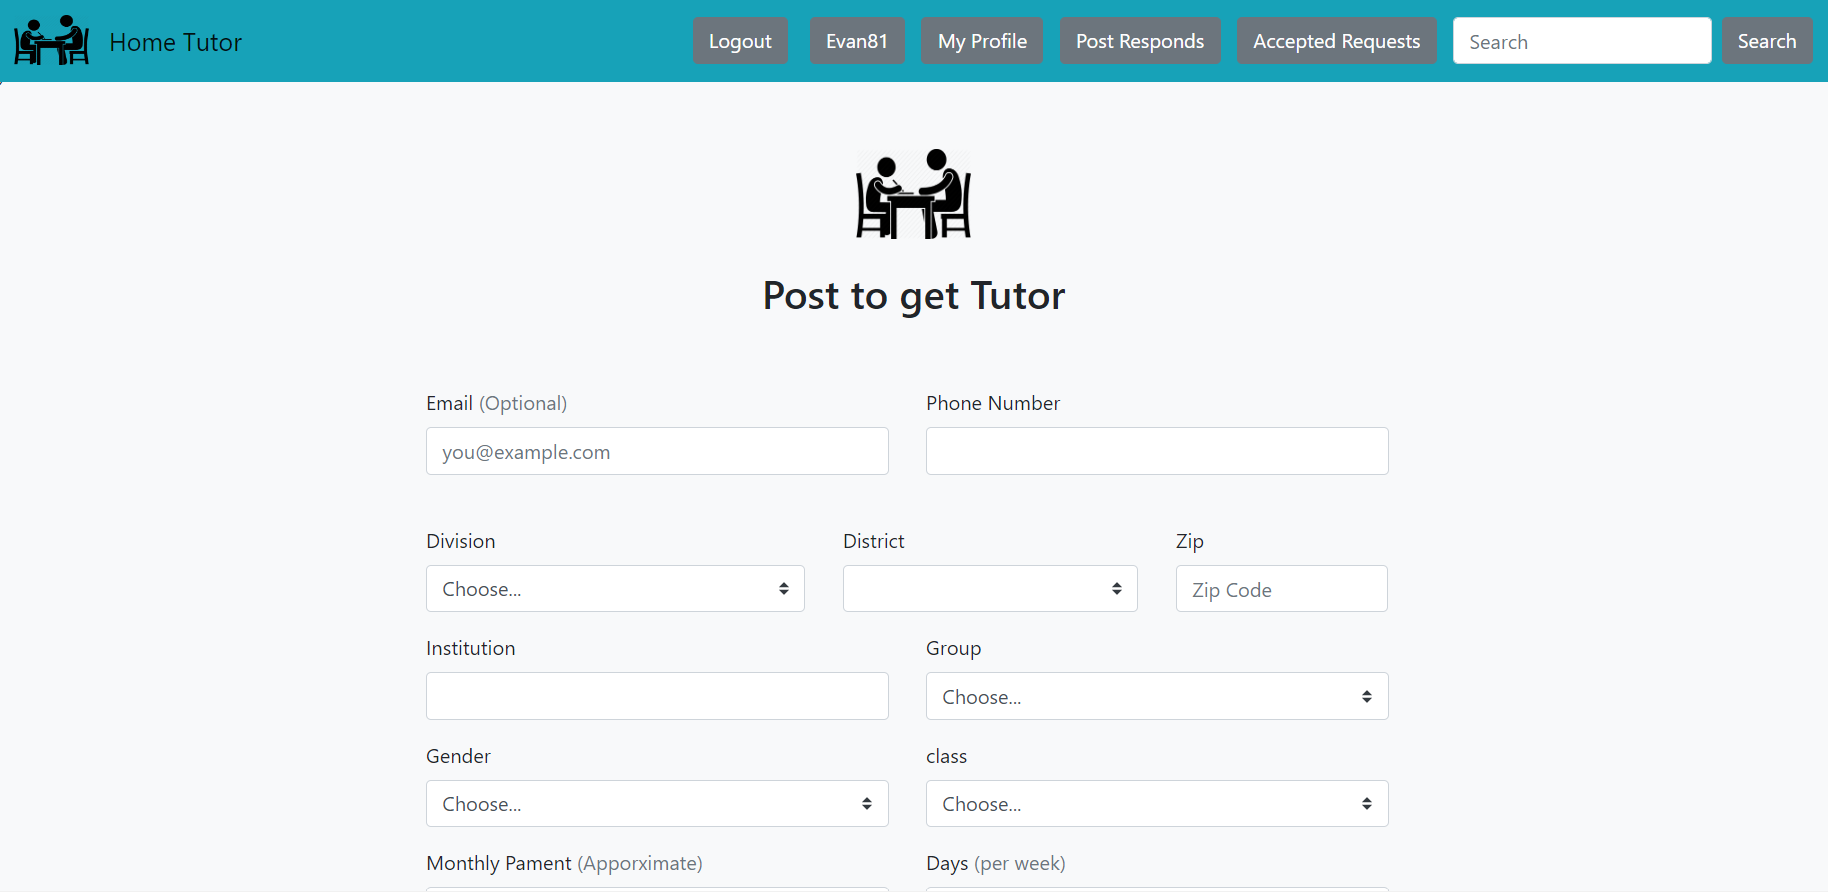 Home Tutor Logout Evan81 My Profile Post Responds Accepted Requests Search Search
Post to get Tutor
Email (Optional) Phone Number
you@example.com
Division District Zip
Choose... Zip Code
Institution Group
Choose...
Gender class
Choose... Choose...
Monthly Pament (Apporximate) Days (per week)